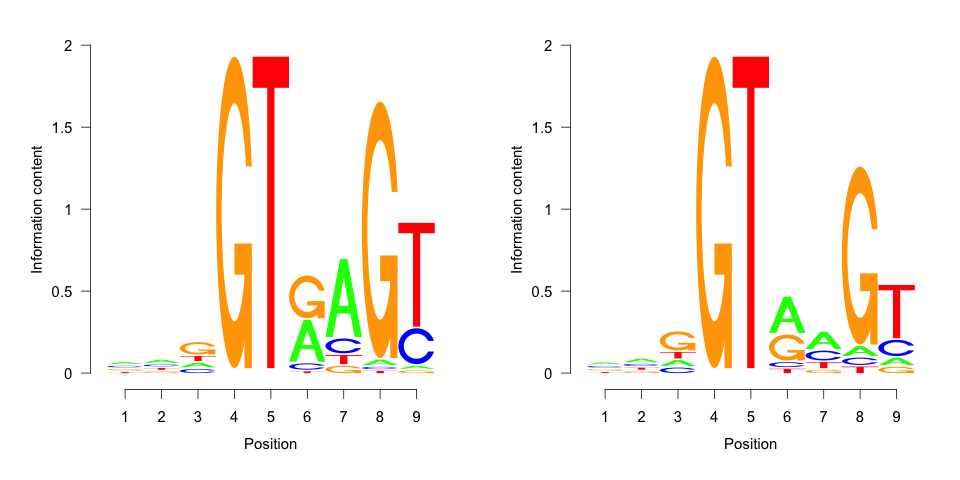 Information content
2
1.5
1
0.5
0
1 2 3 4 5 6 7 8 9
Position
G T G A A C G T C
Information content
2
1.5
1
0.5
0
1 2 3 4 5 6 7 8 9
Position
G G T A G A C G A T C